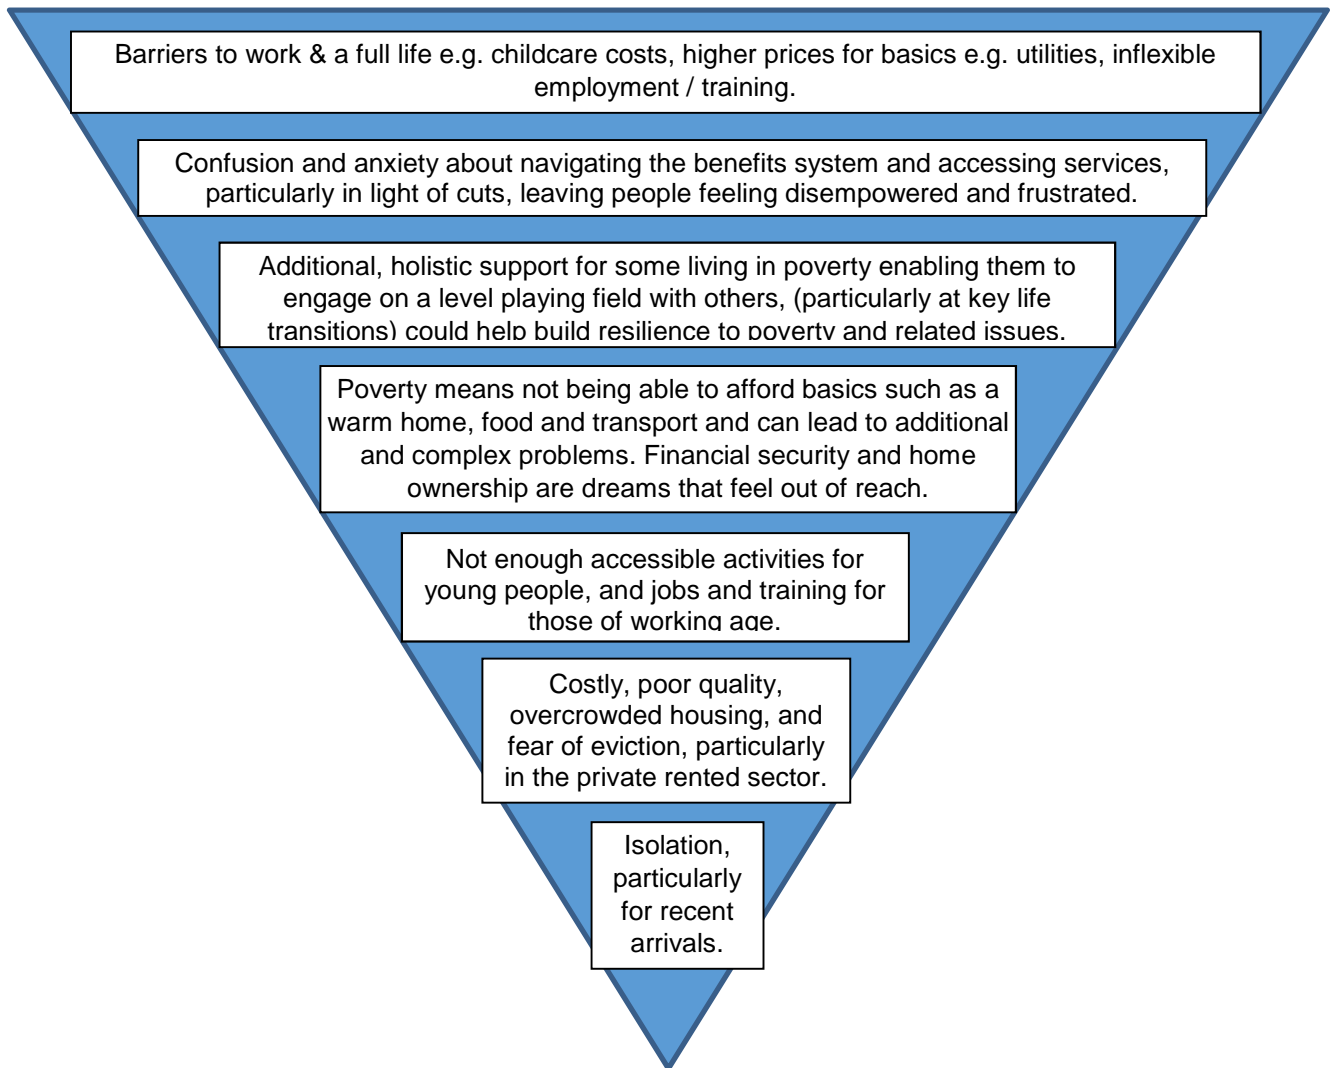 Barriers to work & a full life e.g. childcare costs, higher prices for basics e.g. utilities, inflexible
employment / training.
Confusion and anxiety about navigating the benefits system and accessing services,
particularly in light of cuts, leaving people feeling disempowered and frustrated.
Additional, holistic support for some living in poverty enabling them to
engage on a level playing field with others, (particularly at key life
transitions) could help build resilience to poverty and related issues.
Poverty means not being able to afford basics such as a
warm home, food and transport and can lead to additional
and complex problems. Financial security and home
ownership are dreams that feel out of reach.
Not enough accessible activities for
young people, and jobs and training for
those of working age.
Costly, poor quality,
overcrowded housing, and
fear of eviction, particularly
in the private rented sector.
Isolation,
particularly
for recent
arrivals.